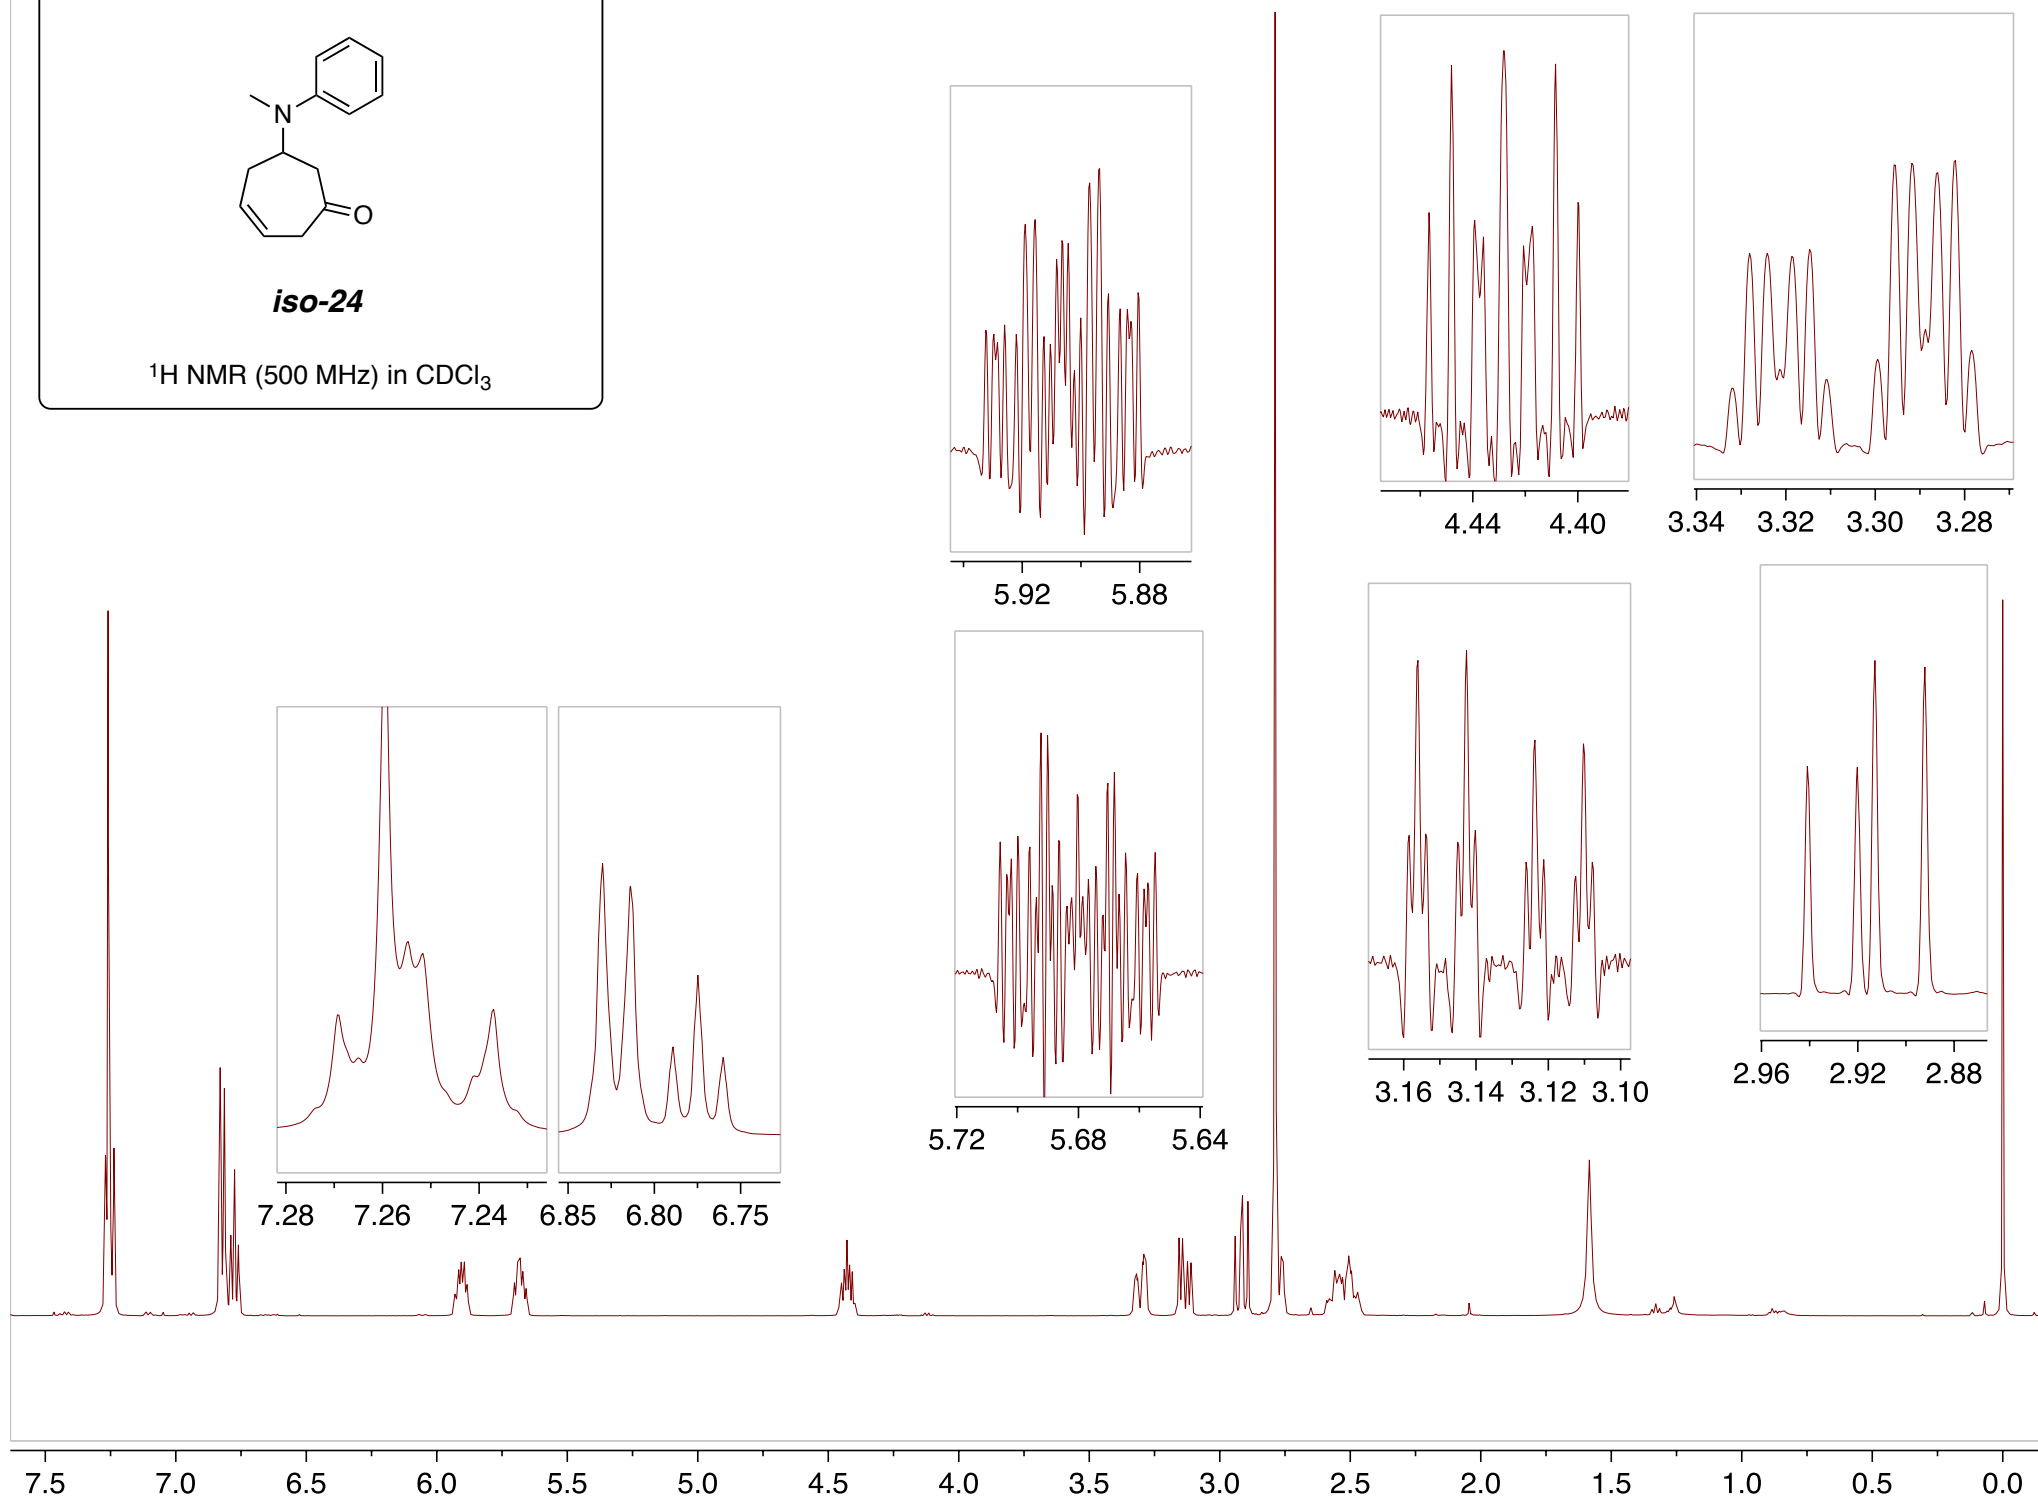 N
O
iso-24
¹H NMR (500 MHz) in CDCl₃
5.92 5.88
4.44 4.40
3.34 3.32 3.30 3.28
5.72 5.68 5.64
3.16 3.14 3.12 3.10
2.96 2.92 2.88
7.28 7.26 7.24
6.85 6.80 6.75
7.5 7.0 6.5 6.0 5.5 5.0 4.5 4.0 3.5 3.0 2.5 2.0 1.5 1.0 0.5 0.0